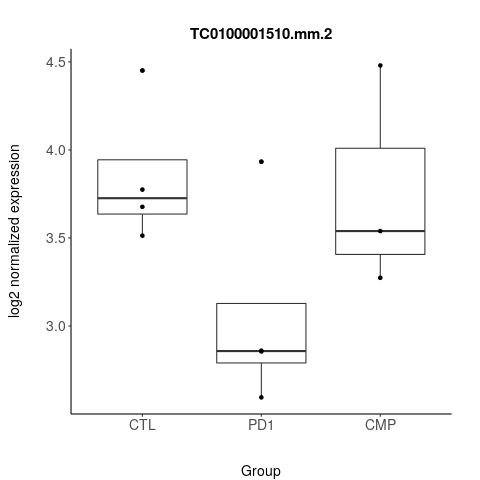 TC0100001510.mm.2
log2 normalized expression
4.5
4.0
3.5
3.0
CTL
PD1
CMP
Group